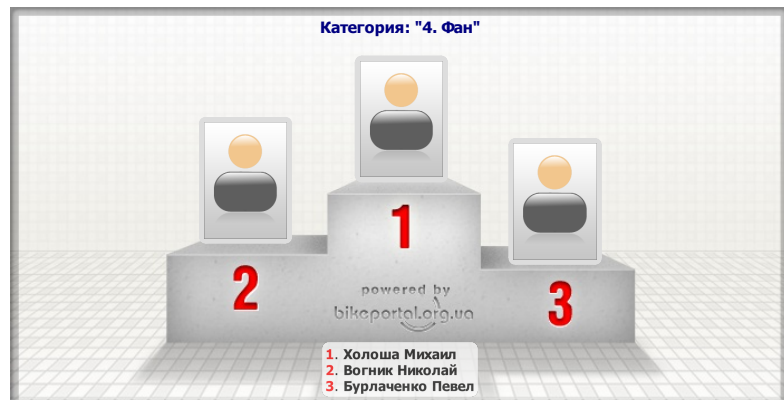 Категория: "4. Фан"
1
2
3
powered by
bikeportal.org.ua
1. Холоша Михаил
2. Вогник Николай
3. Бурлаченко Певел